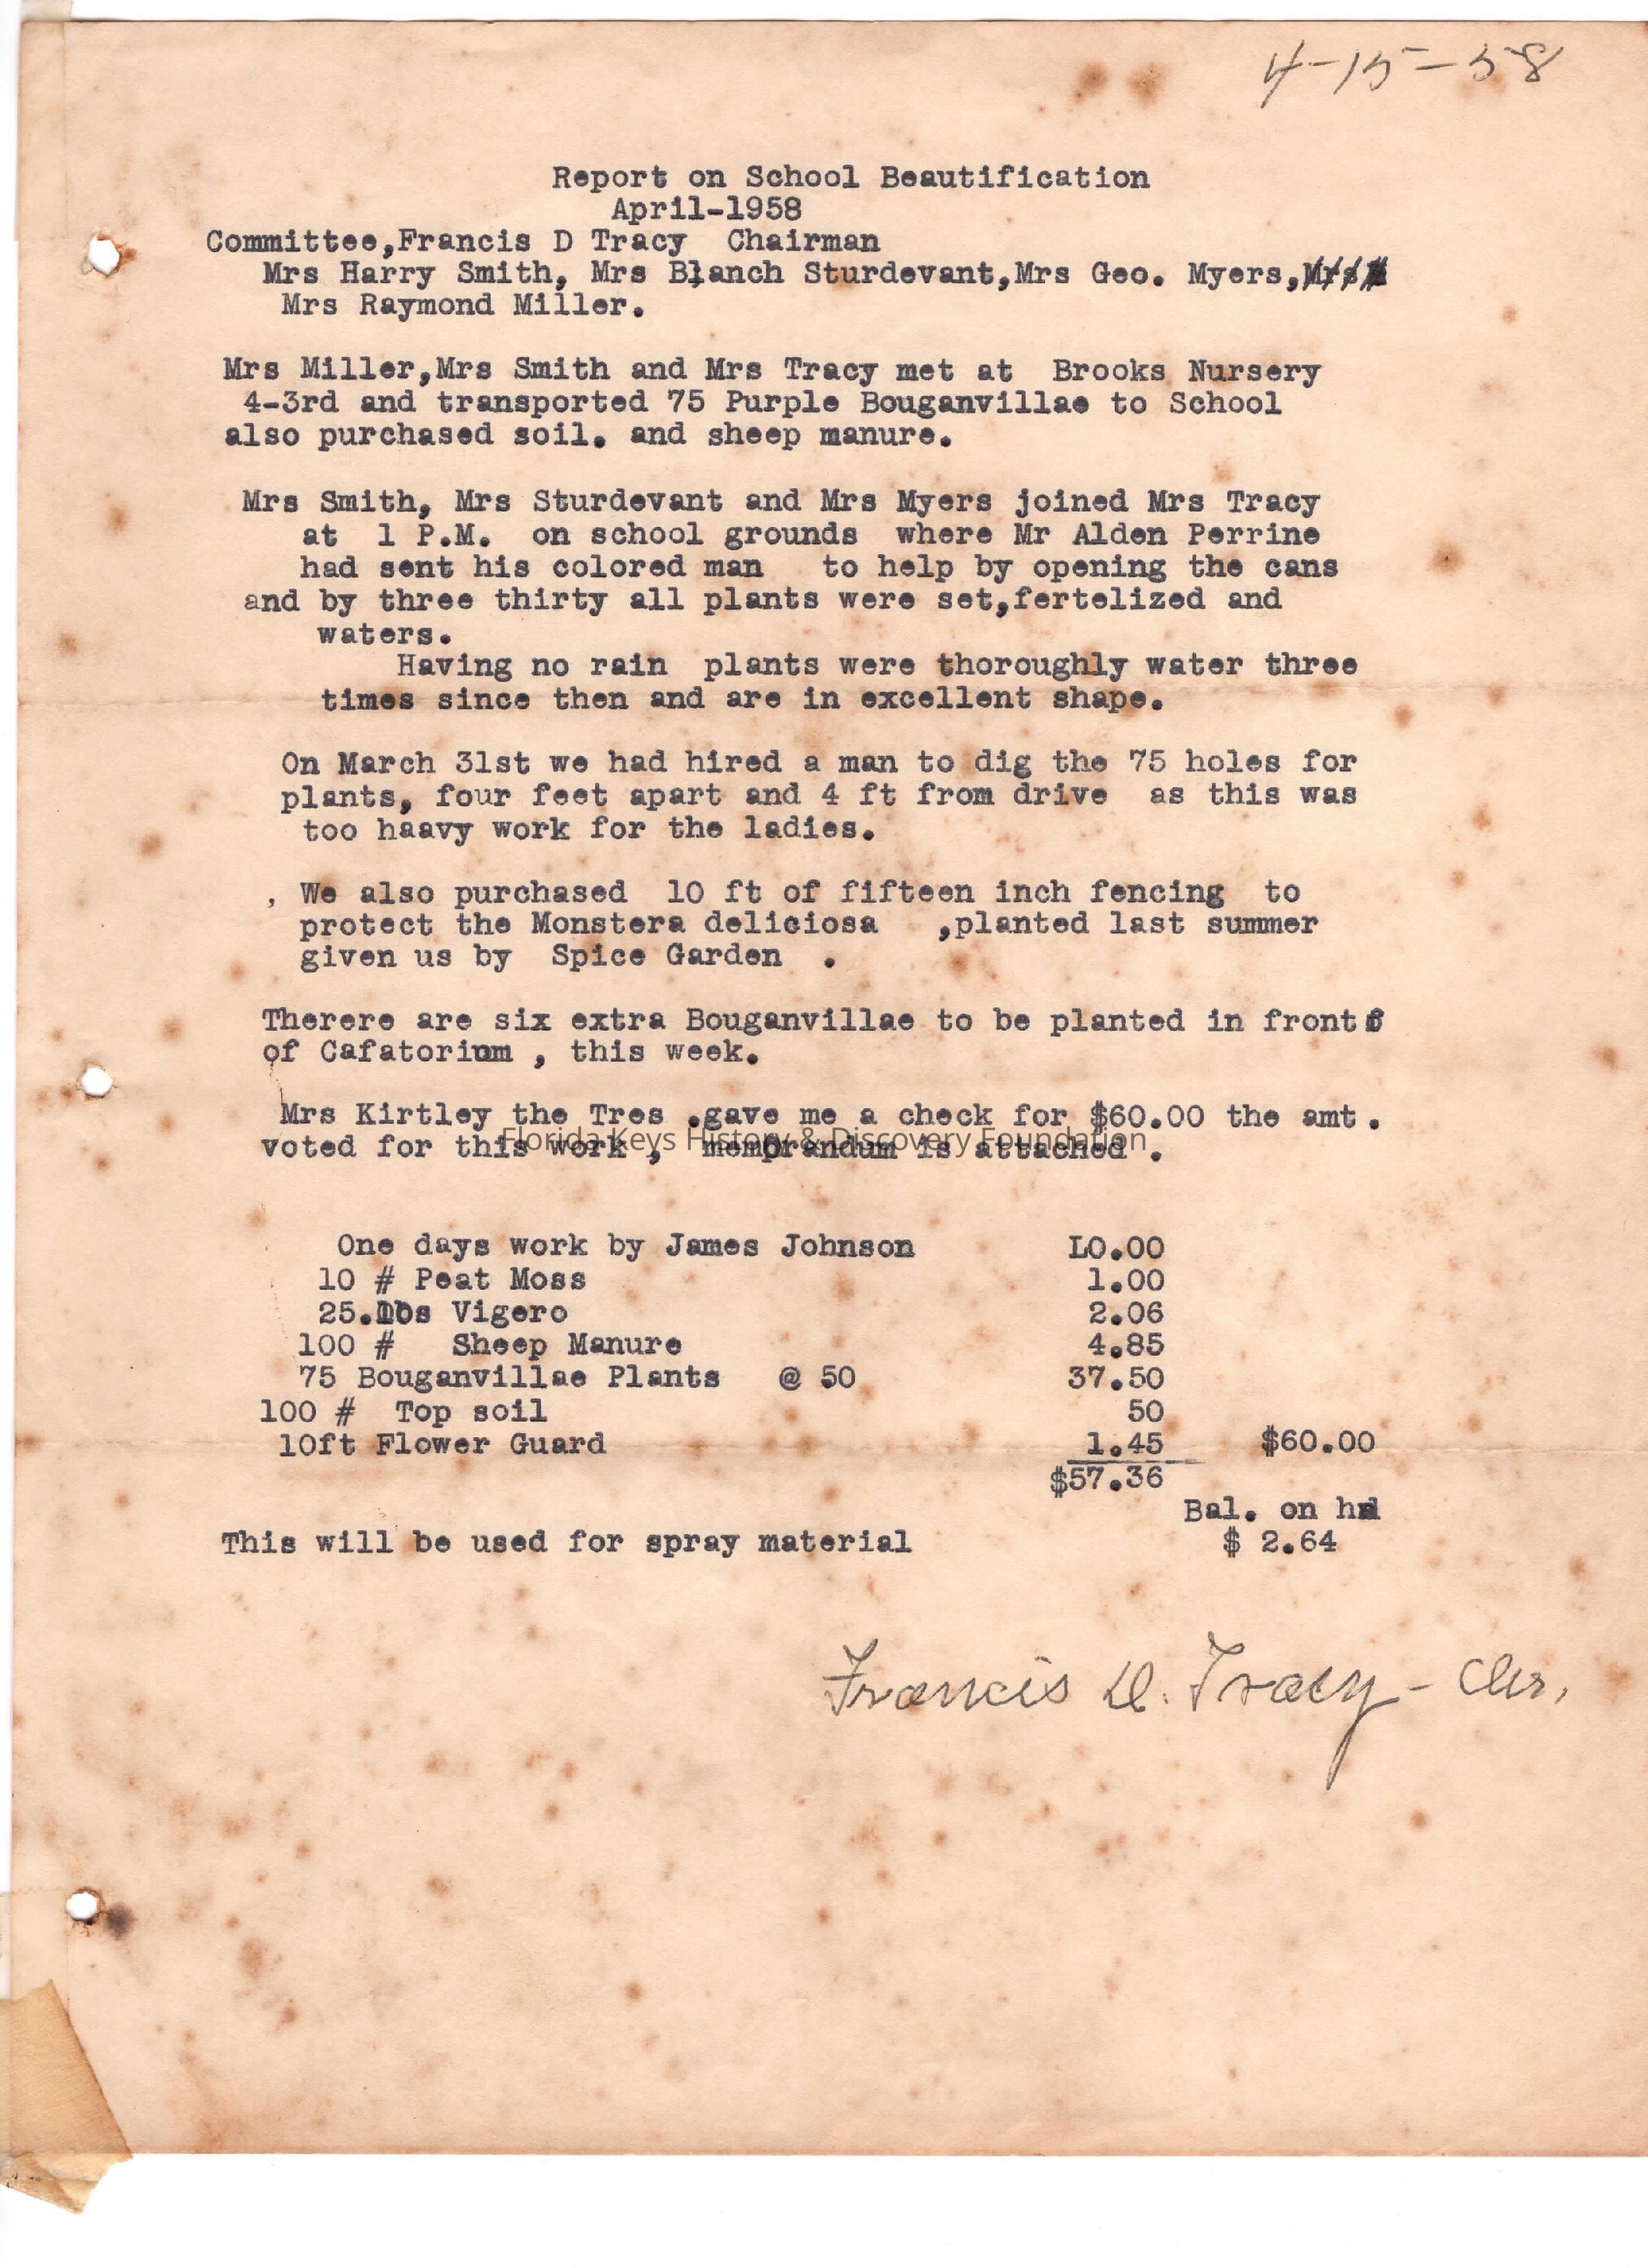 4-15-58
Report on School Beautification
April-1958
Committee,Francis D Tracy Chairman
Mrs Harry Smith, Mrs Blanch Sturdevant,Mrs Geo. Myers,
Mrs Raymond Miller.
Mrs Miller,Mrs Smith and Mrs Tracy met at Brooks Nursery
4-3rd and transported 75 Purple Bouganvillae to School
also purchased soil. and sheep manure.
Mrs Smith, Mrs Sturdevant and Mrs Myers joined Mrs Tracy
at 1 P.M. on school grounds where Mr Alden Perrine
had sent his colored man to help by opening the cans
and by three thirty all plants were set,fertelized and
waters.
Having no rain plants were thoroughly water three
times since then and are in excellent shape.
On March 31st we had hired a man to dig the 75 holes for
plants, four feet apart and 4 ft from drive as this was
too haavy work for the ladies.
, We also purchased 10 ft of fifteen inch fencing to
protect the Monstera deliciosa ,planted last summer
given us by Spice Garden .
Therere are six extra Bouganvillae to be planted in front
of Cafatorium , this week.
Mrs Kirtley the Tres .gave me a check for $60.00 the amt.
voted for this work , memorandum is attached .
Florida Keys History & Discovery Foundation
One days work by James Johnson L0.00
10 # Peat Moss 1.00
25.lbs Vigero 2.06
100 # Sheep Manure 4.85
75 Bouganvillae Plants @ 50 37.50
100 # Top soil 50
10ft Flower Guard 1.45 $60.00
$57.36
Bal. on hnd
This will be used for spray material $ 2.64
Francis D. Tracy - Chr.